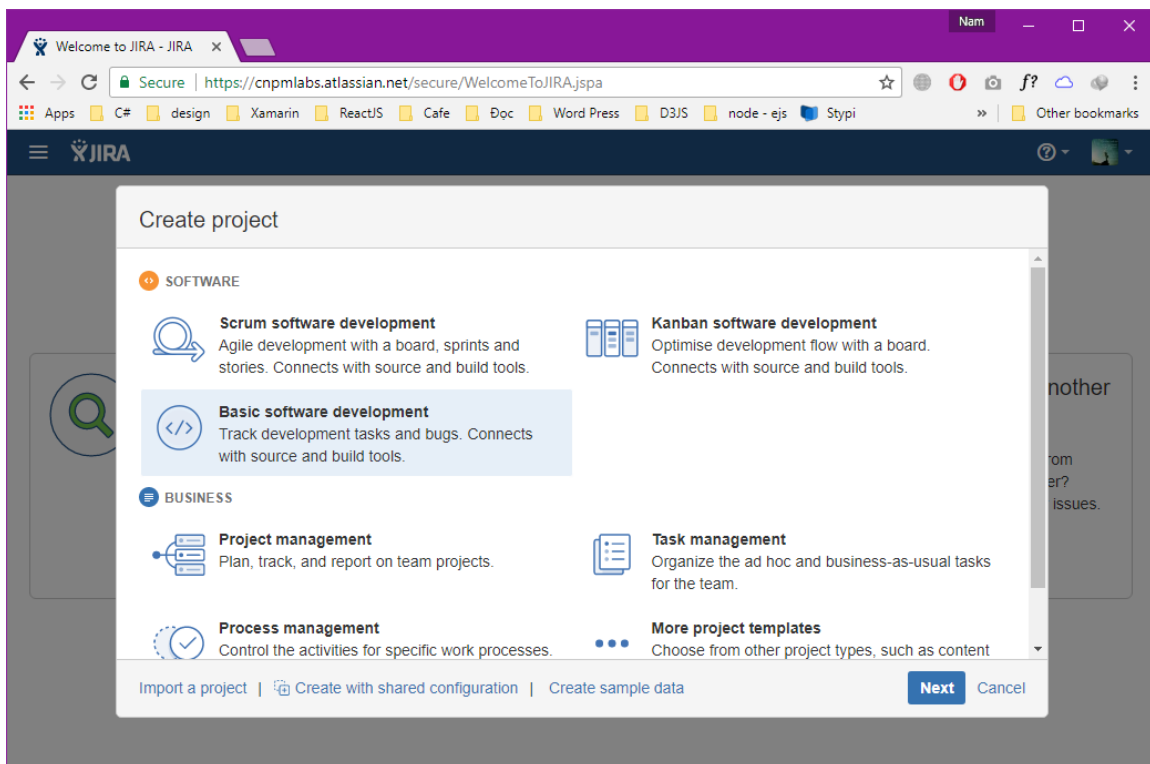 Nam
Welcome to JIRA - JIRA
Secure | https://cnpmlabs.atlassian.net/secure/WelcomeToJIRA.jspa
f?
Apps C# design Xamarin ReactJS Cafe Đọc Word Press D3JS node - ejs Stypi » Other bookmarks
JIRA
Create project
SOFTWARE
Scrum software development
Agile development with a board, sprints and
stories. Connects with source and build tools.
Kanban software development
Optimise development flow with a board.
Connects with source and build tools.
Basic software development
Track development tasks and bugs. Connects
with source and build tools.
BUSINESS
Project management
Plan, track, and report on team projects.
Task management
Organize the ad hoc and business-as-usual tasks
for the team.
Process management
Control the activities for specific work processes.
More project templates
Choose from other project types, such as content
Import a project | Create with shared configuration | Create sample data
Next Cancel
nother
om
er?
issues.